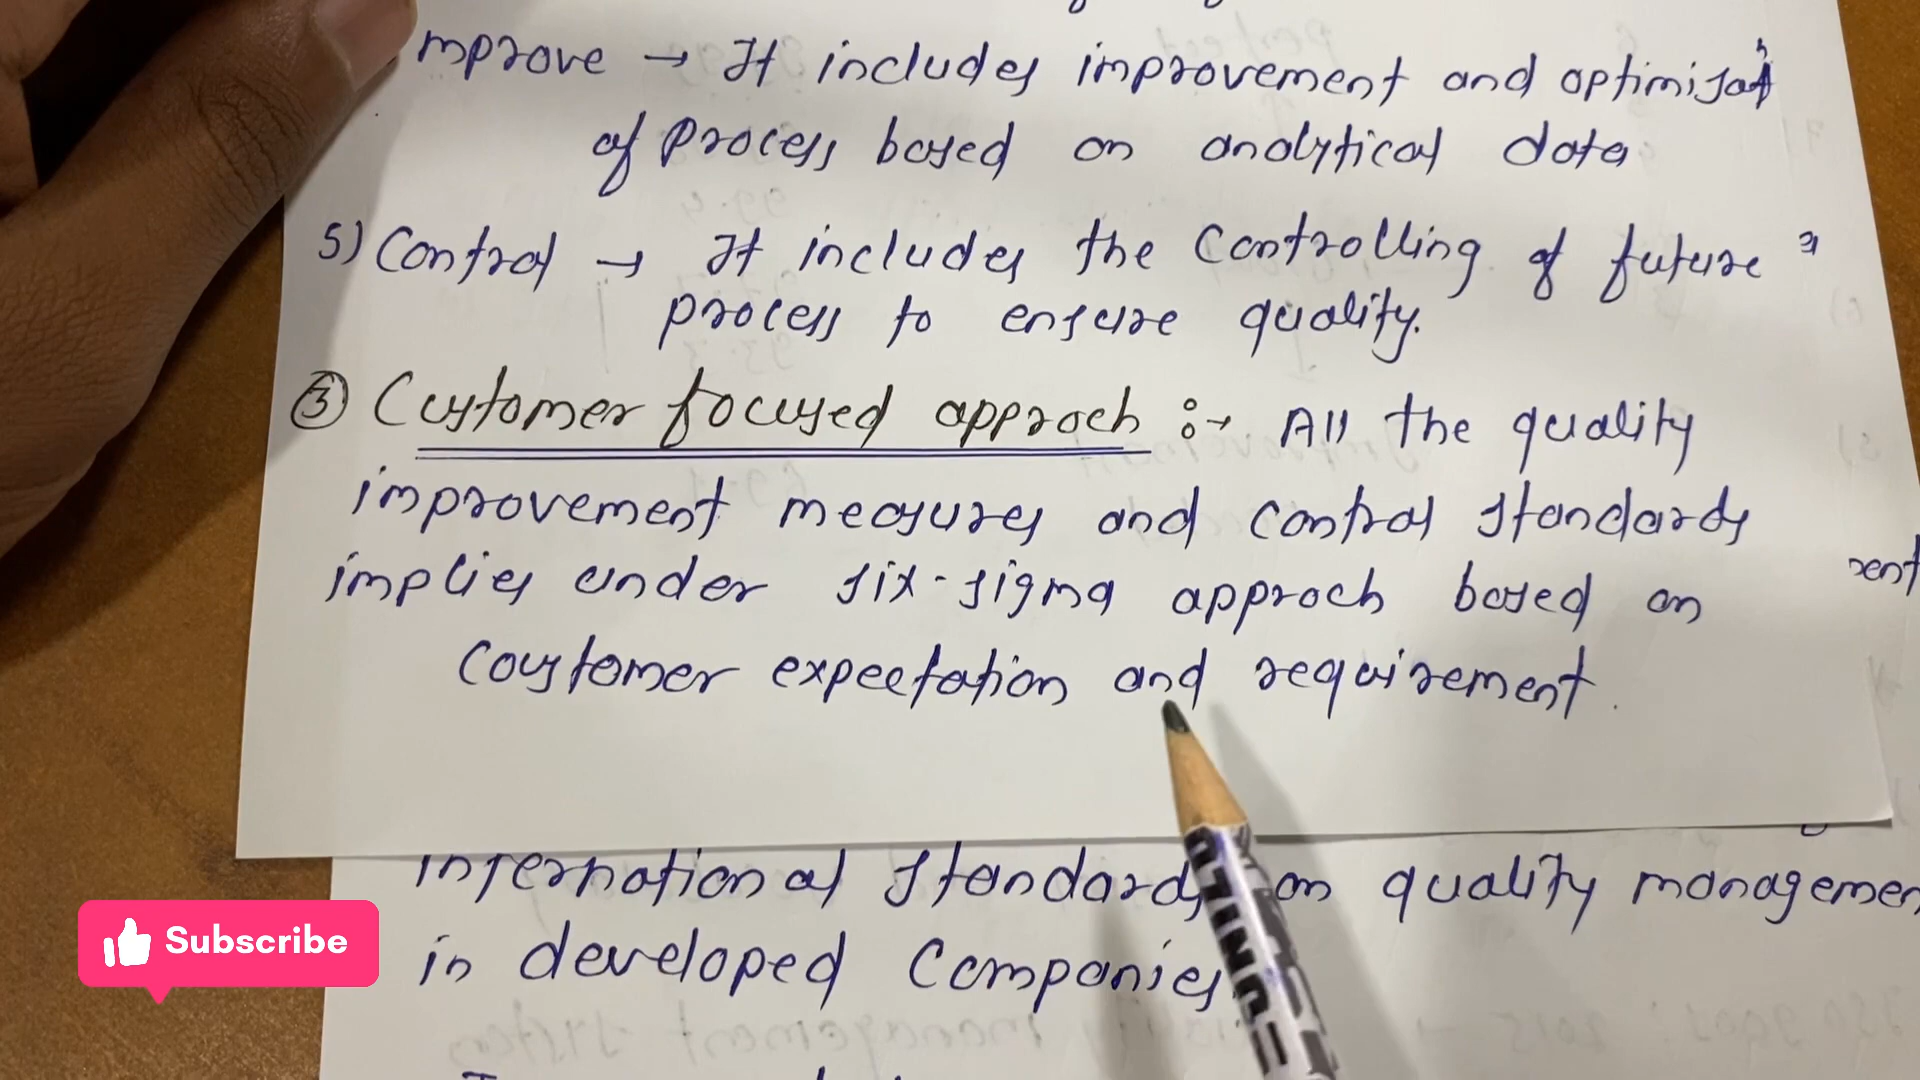 mprove → It includes improvement and optimisat
of process based on analytical data
5) Control → It includes the controlling of future
process to ensure quality.
③ Customer focused approch :→ All the quality
improvement measures and control standards
implies under six-sigma approch based on
coustomer expectation and requirement.
international standards on quality managemen
in developed Companies
Subscribe